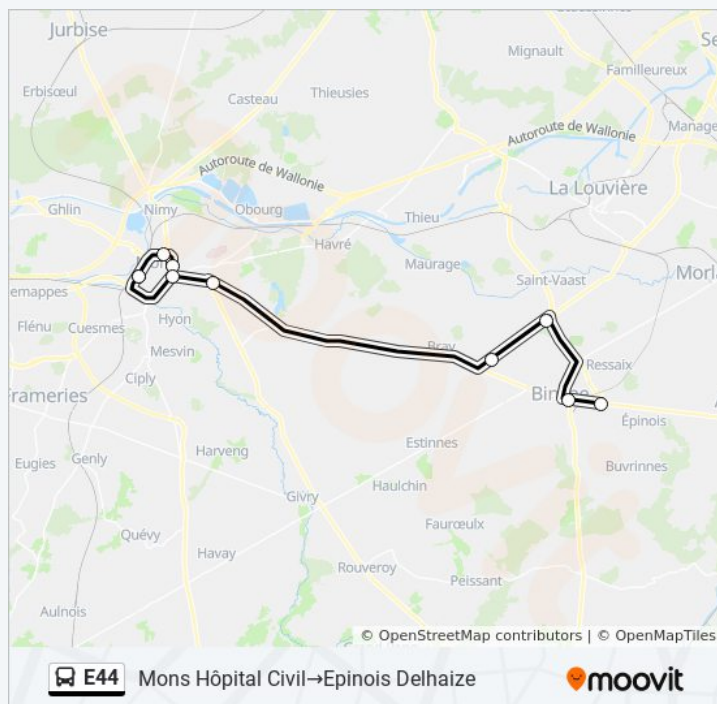 Jurbise
Mignault
Familleureux
Se
Erbisœul
Casteau
Thieusies
Autoroute de Wallonie
Manage
Autoroute de Wallonie
La Louvière
Ghlin
Nimy
Obourg
Thieu
Havré
Maurage
Saint-Vaast
Morla
emappes
Flénu
Cuesmes
Hyon
Mesvin
Bray
Ressaix
Frameries
Ciply
Épinois
Harveng
Estinnes
Buvrinnes
Eugies
Genly
Haulchin
Givry
Quévy
Fauroeulx
Havay
Rouveroy
Peissant
Aulnois
© OpenStreetMap contributors | © OpenMapTiles
E44 Mons Hôpital Civil→Epinois Delhaize
moovit